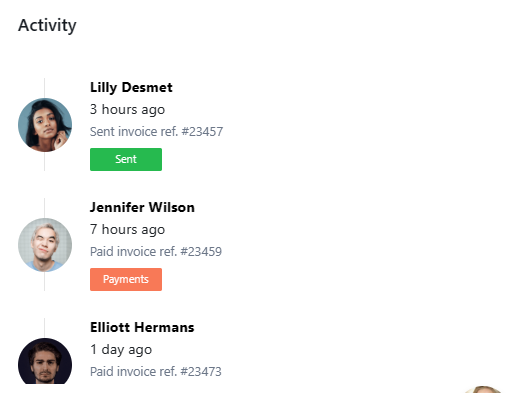 Activity
Lilly Desmet
3 hours ago
Sent invoice ref. #23457
Sent
Jennifer Wilson
7 hours ago
Paid invoice ref. #23459
Payments
Elliott Hermans
1 day ago
Paid invoice ref. #23473